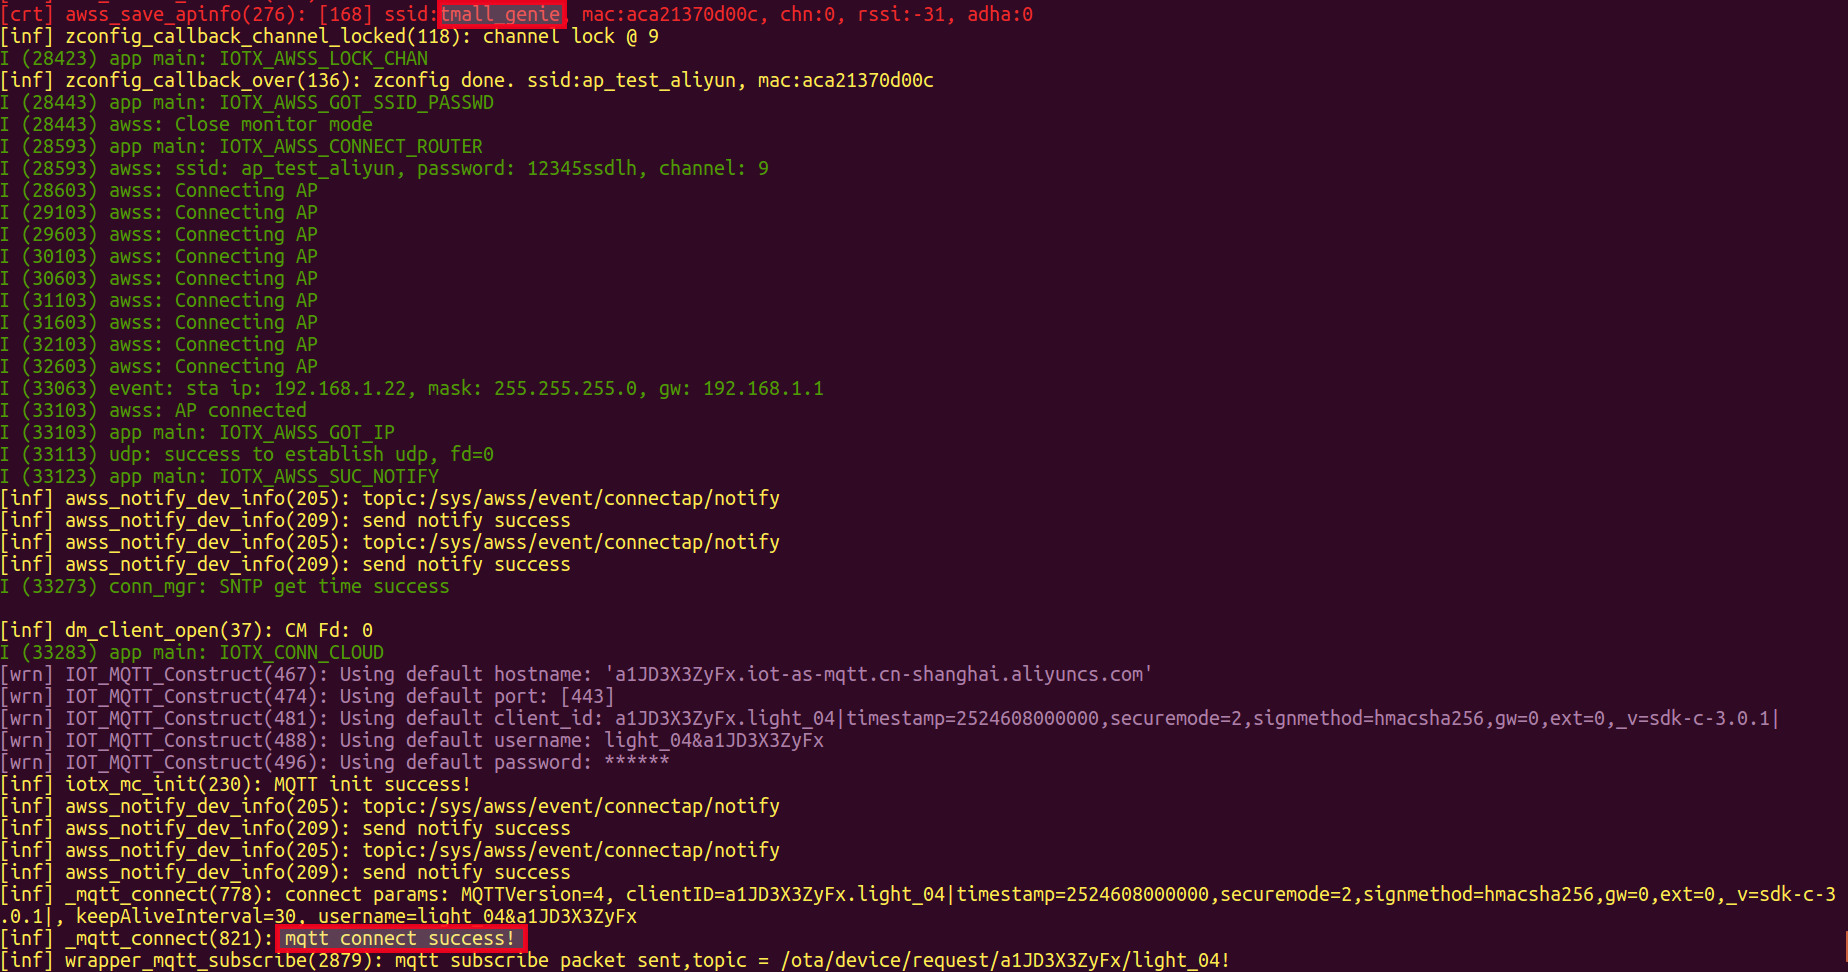 [crt] awss_save_apinfo(276): [168] ssid:tmall_genie, mac:aca21370d00c, chn:0, rssi:-31, adha:0
[inf] zconfig_callback_channel_locked(118): channel lock @ 9
I (28423) app main: IOTX_AWSS_LOCK_CHAN
[inf] zconfig_callback_over(136): zconfig done. ssid:ap_test_aliyun, mac:aca21370d00c
I (28443) app main: IOTX_AWSS_GOT_SSID_PASSWD
I (28443) awss: Close monitor mode
I (28593) app main: IOTX_AWSS_CONNECT_ROUTER
I (28593) awss: ssid: ap_test_aliyun, password: 12345ssdlh, channel: 9
I (28603) awss: Connecting AP
I (29103) awss: Connecting AP
I (29603) awss: Connecting AP
I (30103) awss: Connecting AP
I (30603) awss: Connecting AP
I (31103) awss: Connecting AP
I (31603) awss: Connecting AP
I (32103) awss: Connecting AP
I (32603) awss: Connecting AP
I (33063) event: sta ip: 192.168.1.22, mask: 255.255.255.0, gw: 192.168.1.1
I (33103) awss: AP connected
I (33103) app main: IOTX_AWSS_GOT_IP
I (33113) udp: success to establish udp, fd=0
I (33123) app main: IOTX_AWSS_SUC_NOTIFY
[inf] awss_notify_dev_info(205): topic:/sys/awss/event/connectap/notify
[inf] awss_notify_dev_info(209): send notify success
[inf] awss_notify_dev_info(205): topic:/sys/awss/event/connectap/notify
[inf] awss_notify_dev_info(209): send notify success
I (33273) conn_mgr: SNTP get time success
[inf] dm_client_open(37): CM Fd: 0
I (33283) app main: IOTX_CONN_CLOUD
[wrn] IOT_MQTT_Construct(467): Using default hostname: 'a1JD3X3ZyFx.iot-as-mqtt.cn-shanghai.aliyuncs.com'
[wrn] IOT_MQTT_Construct(474): Using default port: [443]
[wrn] IOT_MQTT_Construct(481): Using default client_id: a1JD3X3ZyFx.light_04|timestamp=2524608000000,securemode=2,signmethod=hmacsha256,gw=0,ext=0,_v=sdk-c-3.0.1|
[wrn] IOT_MQTT_Construct(488): Using default username: light_04&a1JD3X3ZyFx
[wrn] IOT_MQTT_Construct(496): Using default password: ******
[inf] iotx_mc_init(230): MQTT init success!
[inf] awss_notify_dev_info(205): topic:/sys/awss/event/connectap/notify
[inf] awss_notify_dev_info(209): send notify success
[inf] awss_notify_dev_info(205): topic:/sys/awss/event/connectap/notify
[inf] awss_notify_dev_info(209): send notify success
[inf] _mqtt_connect(778): connect params: MQTTVersion=4, clientID=a1JD3X3ZyFx.light_04|timestamp=2524608000000,securemode=2,signmethod=hmacsha256,gw=0,ext=0,_v=sdk-c-3
.0.1|, keepAliveInterval=30, username=light_04&a1JD3X3ZyFx
[inf] _mqtt_connect(821): mqtt connect success!
[inf] wrapper_mqtt_subscribe(2879): mqtt subscribe packet sent,topic = /ota/device/request/a1JD3X3ZyFx/light_04!